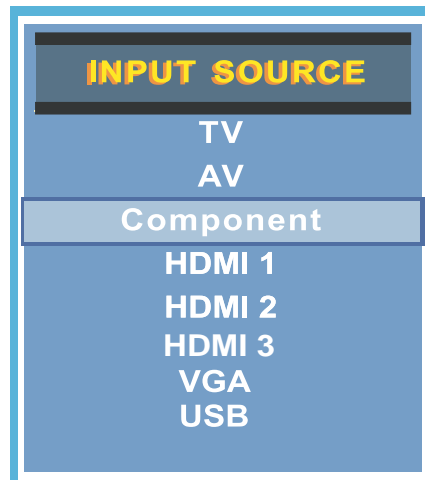 INPUT SOURCE
TV
AV
Component
HDMI 1
HDMI 2
HDMI 3
VGA
USB